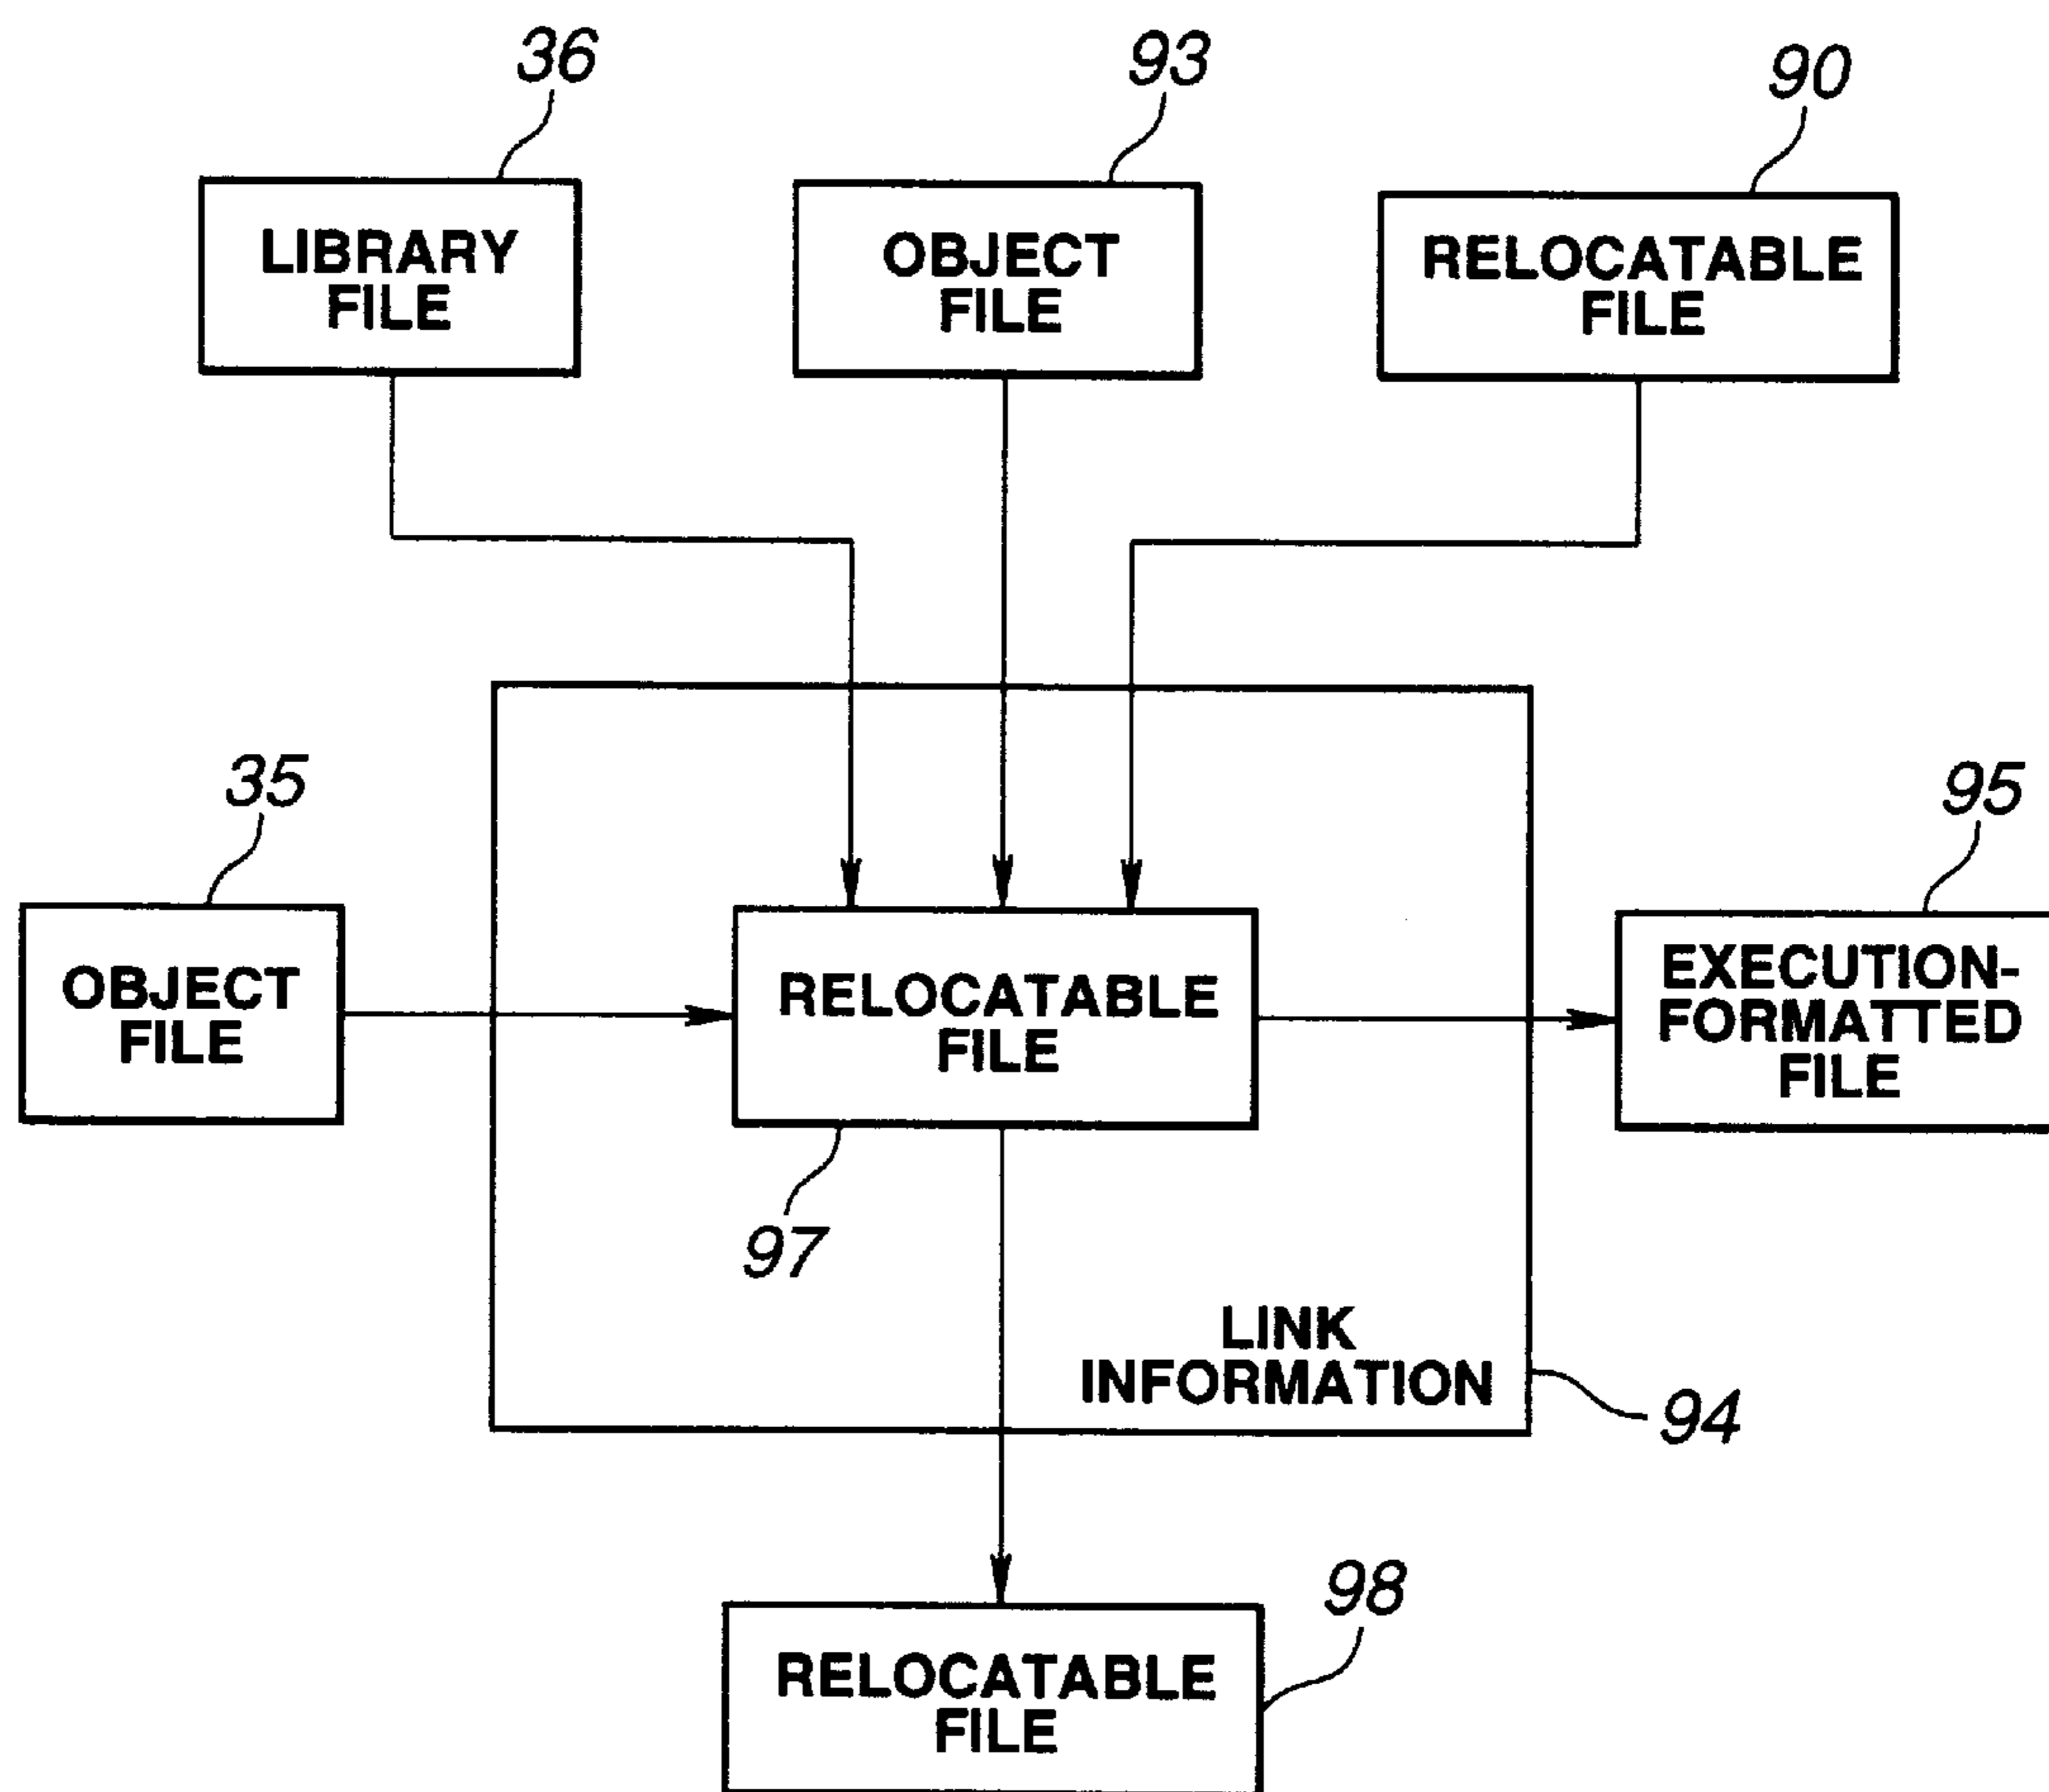 36
93
90
LIBRARY
FILE
OBJECT
FILE
RELOCATABLE
FILE
35
95
OBJECT
FILE
RELOCATABLE
FILE
EXECUTION-
FORMATTED
FILE
97
LINK
INFORMATION
94
98
RELOCATABLE
FILE